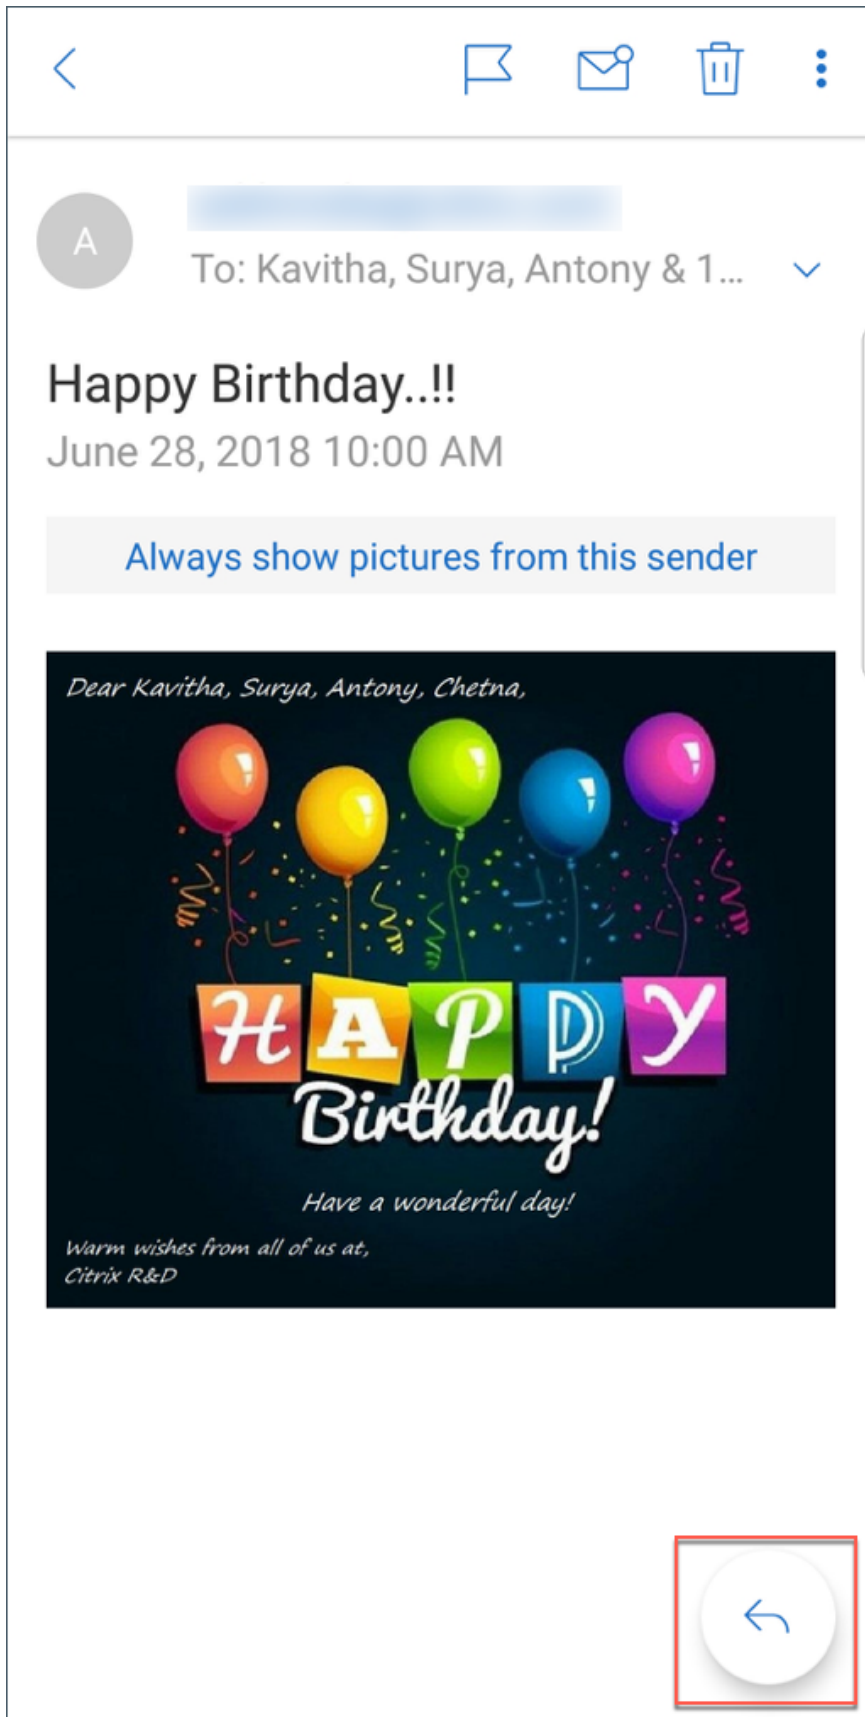 A
To: Kavitha, Surya, Antony & 1...
Happy Birthday..!!
June 28, 2018 10:00 AM
Always show pictures from this sender
Dear Kavitha, Surya, Antony, Chetna,
HAPPY
Birthday!
Have a wonderful day!
Warm wishes from all of us at,
Citrix R&D